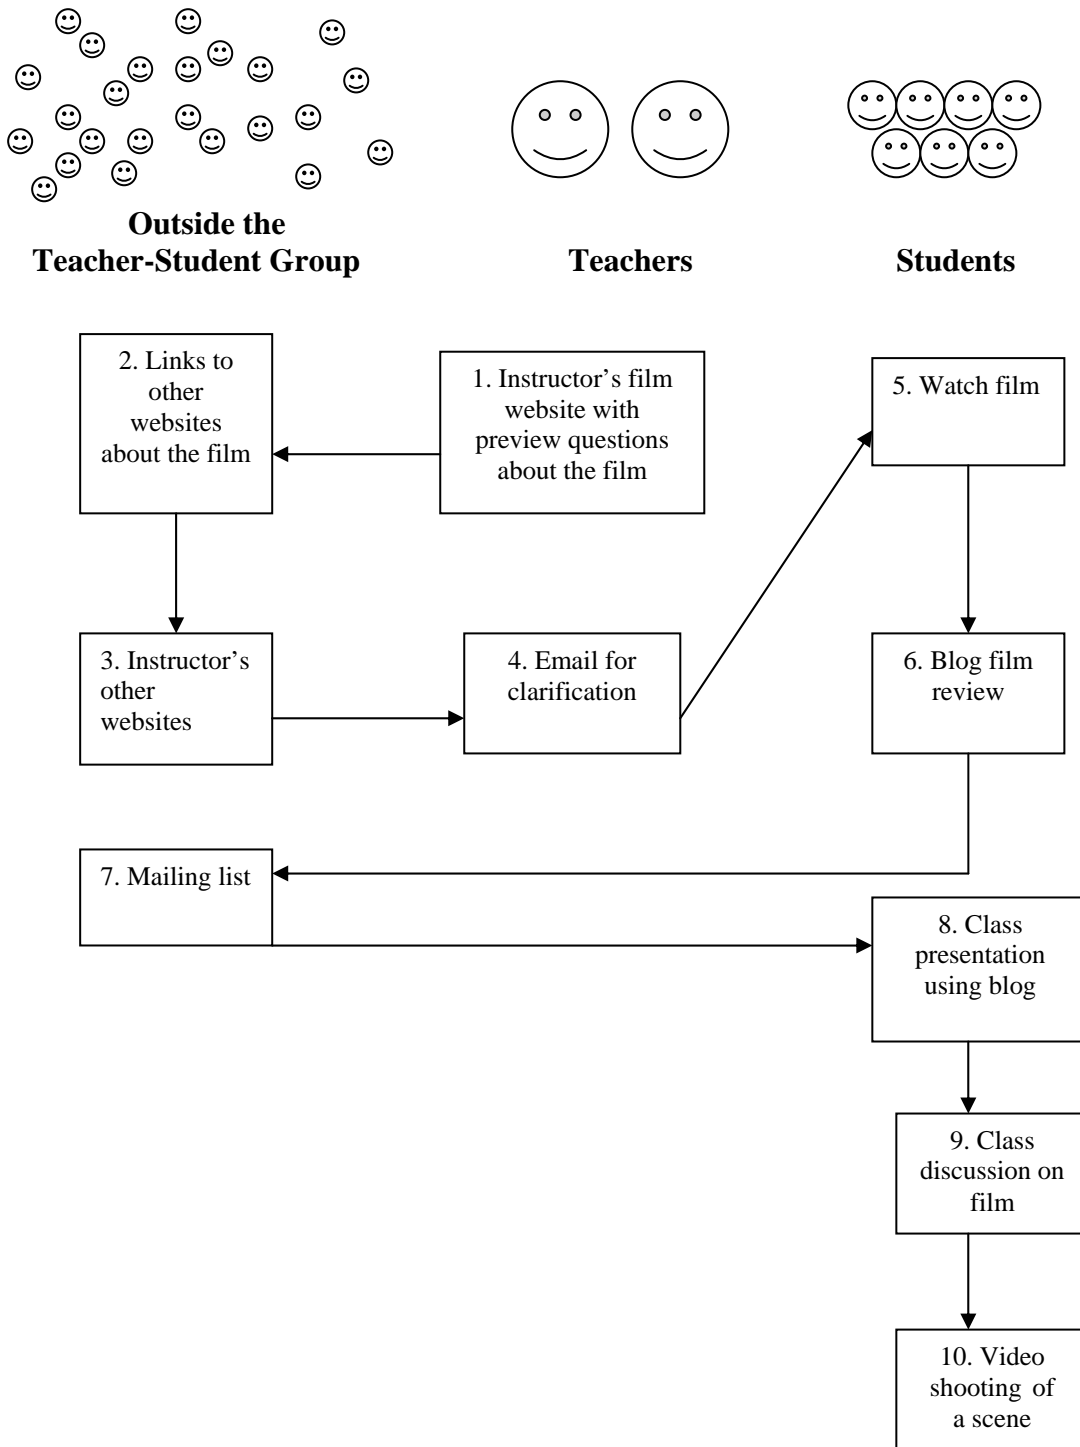 Outside the
Teacher-Student Group
Teachers
Students
1. Instructor’s film
website with
preview questions
about the film
2. Links to
other
websites
about the film
3. Instructor’s
other
websites
4. Email for
clarification
5. Watch film
6. Blog film
review
7. Mailing list
8. Class
presentation
using blog
9. Class
discussion on
film
10. Video
shooting of
a scene